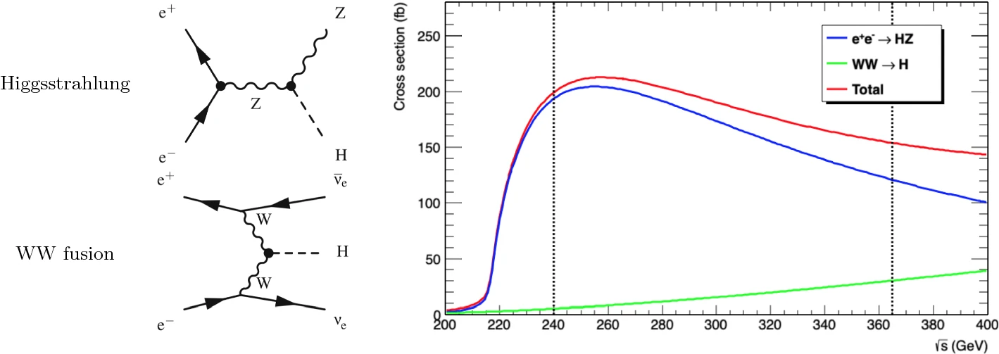 e⁺
Z
Higgsstrahlung
Z
e⁻
H
e⁺
ν̅ₑ
W
WW fusion
H
W
e⁻
νₑ
Cross section (fb)
250
200
150
100
50
0
200 220 240 260 280 300 320 340 360 380 400
√s (GeV)
e⁺e⁻ → HZ
WW → H
Total